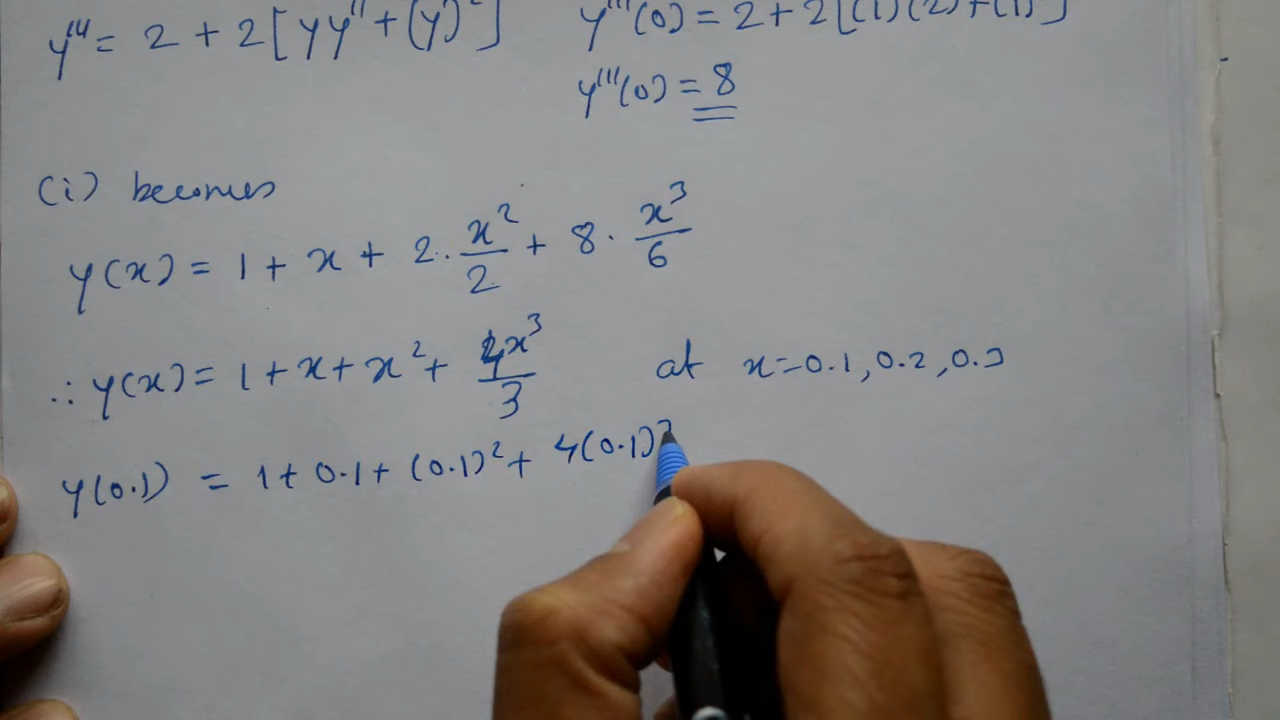 y''' = 2 + 2[yy'' + (y')²] y'''(0) = 2 + 2[(1)(2) + (1)²]
y'''(0) = 8
(i) becomes
y(x) = 1 + x + 2 · x²/2 + 8 · x³/6
∴ y(x) = 1 + x + x² + 4x³/3 at x = 0.1, 0.2, 0.3
y(0.1) = 1 + 0.1 + (0.1)² + 4(0.1)³